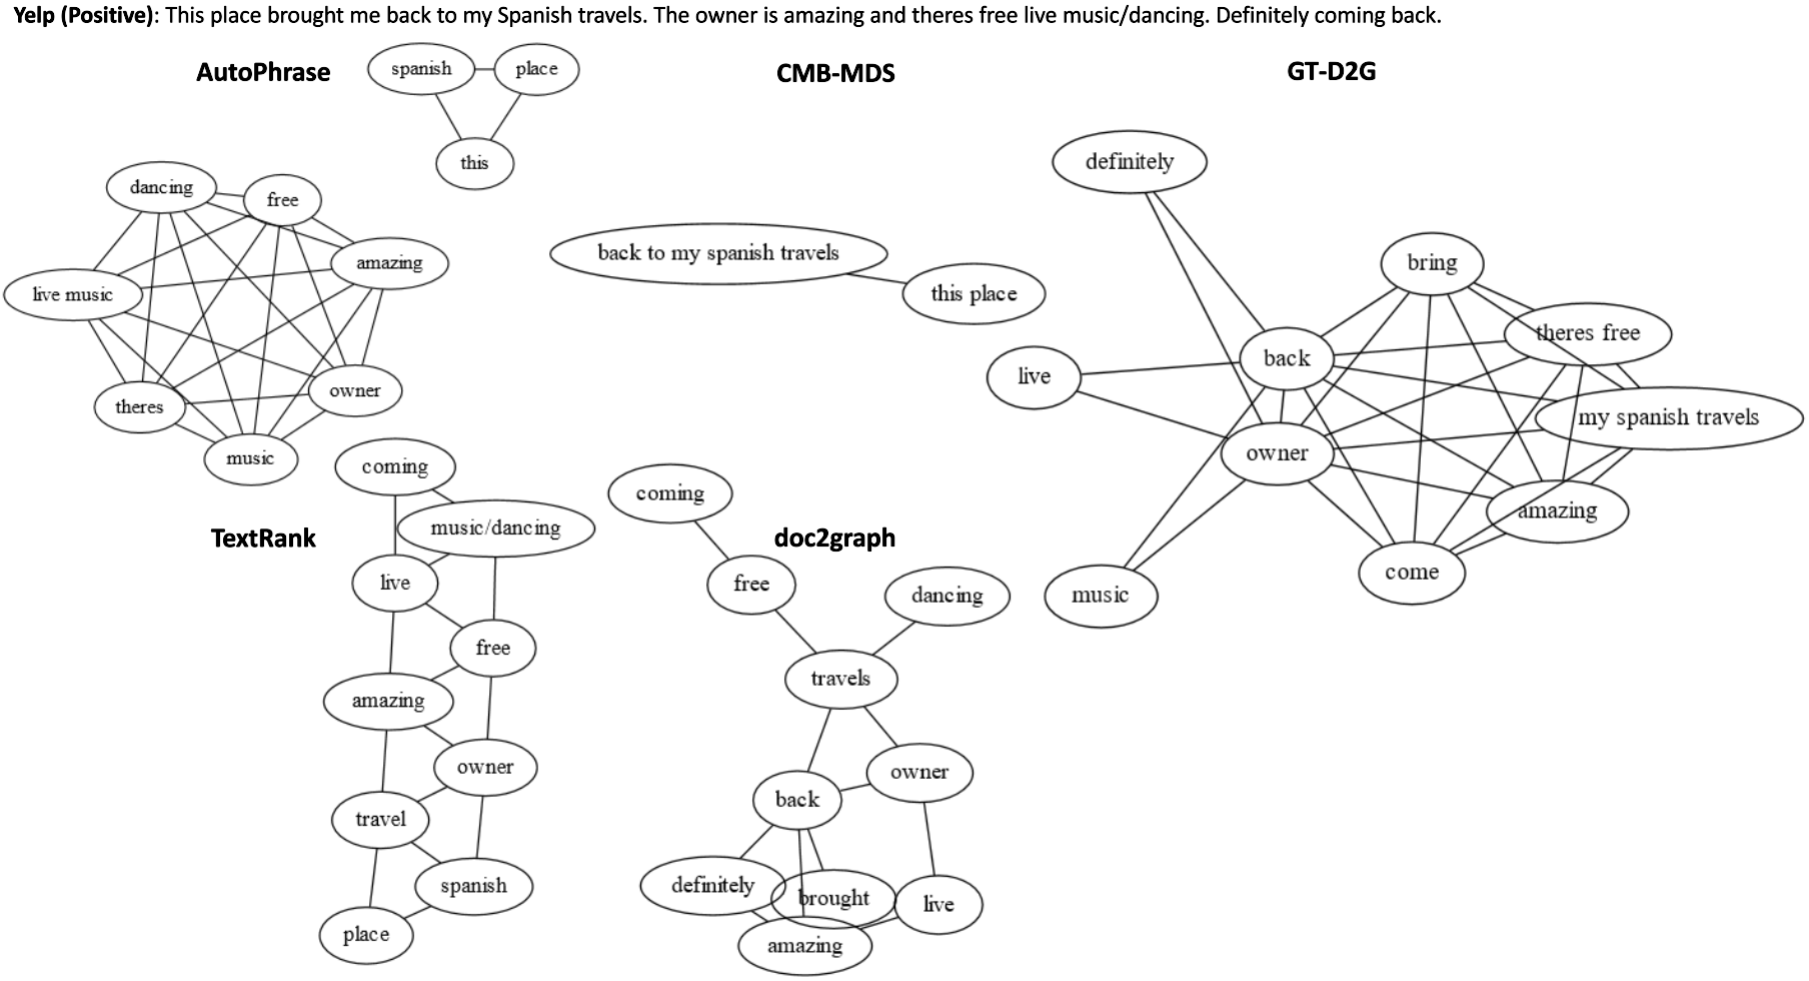 Yelp (Positive): This place brought me back to my Spanish travels. The owner is amazing and theres free live music/dancing. Definitely coming back.
AutoPhrase
spanish
place
this
dancing
free
amazing
live music
owner
theres
music
CMB-MDS
back to my spanish travels
this place
GT-D2G
definitely
bring
theres free
back
live
my spanish travels
owner
amazing
come
music
TextRank
coming
music/dancing
live
free
amazing
owner
travel
spanish
place
doc2graph
coming
free
dancing
travels
owner
back
definitely
brought
live
amazing